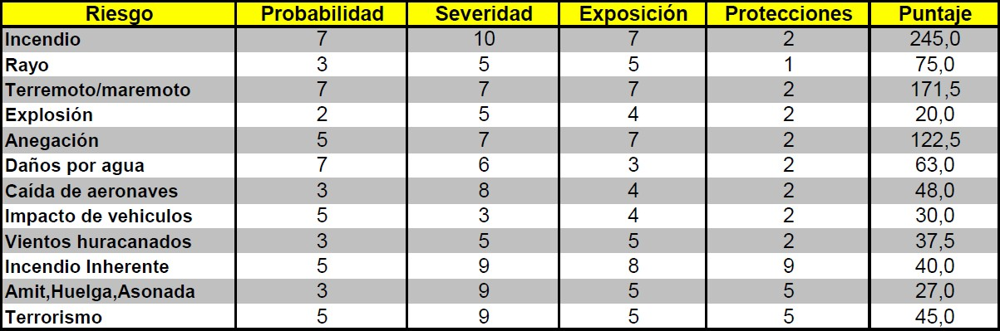 Riesgo Probabilidad Severidad Exposición Protecciones Puntaje
Incendio 7 10 7 2 245,0
Rayo 3 5 5 1 75,0
Terremoto/maremoto 7 7 7 2 171,5
Explosión 2 5 4 2 20,0
Anegación 5 7 7 2 122,5
Daños por agua 7 6 3 2 63,0
Caída de aeronaves 3 8 4 2 48,0
Impacto de vehiculos 5 3 4 2 30,0
Vientos huracanados 3 5 5 2 37,5
Incendio Inherente 5 9 8 9 40,0
Amit,Huelga,Asonada 3 9 5 5 27,0
Terrorismo 5 9 5 5 45,0